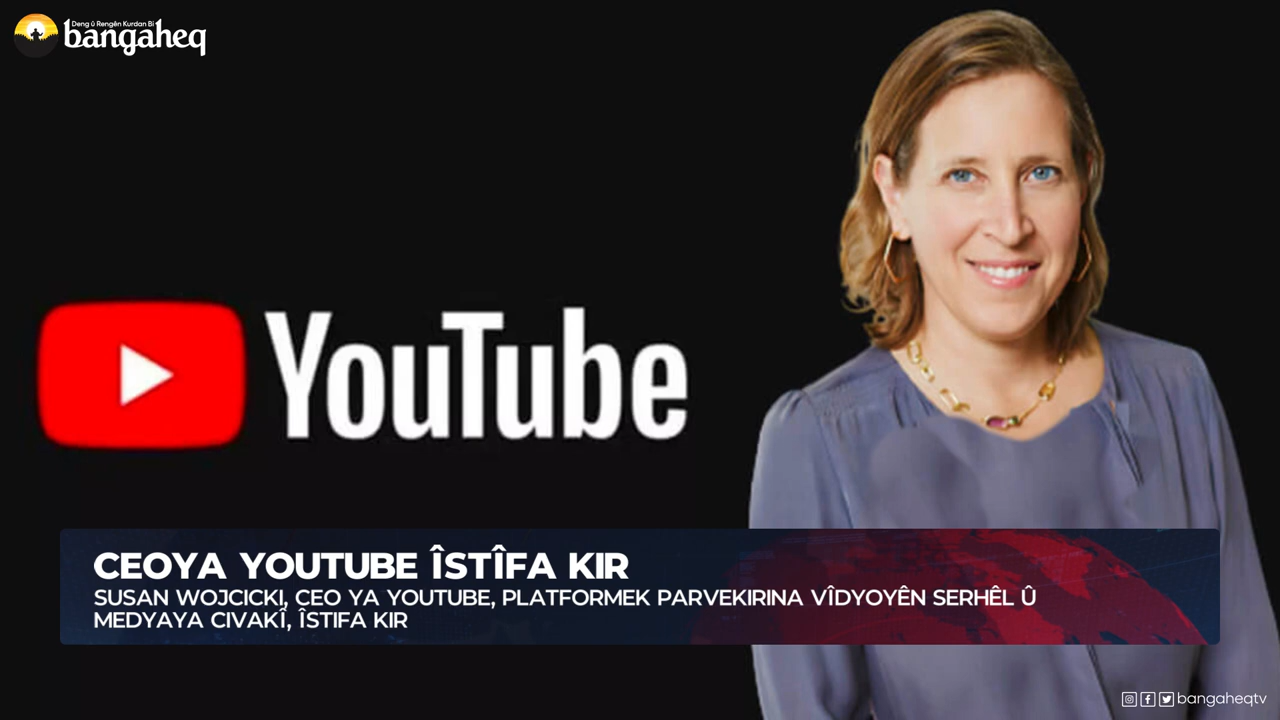 Deng û Rengên Kurdan Bi
bangaheq
YouTube
CEOYA YOUTUBE ÎSTÎFA KIR
SUSAN WOJCICKI, CEO YA YOUTUBE, PLATFORMEK PARVEKIRINA VÎDYOYÊN SERHÊL Û
MEDYAYA CIVAKÎ, ÎSTIFA KIR
bangaheqtv